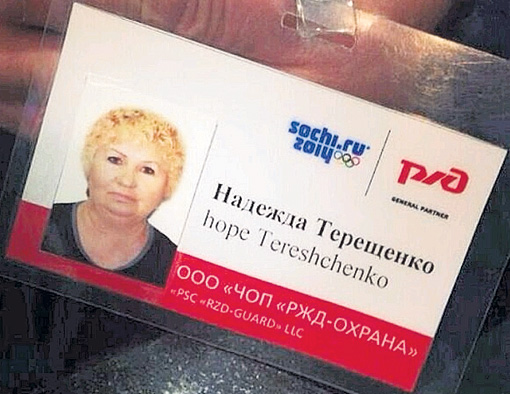 sochi.ru
2014
ржд
GENERAL PARTNER
Надежда Терещенко
hope Tereshchenko
ООО «ЧОП «РЖД-ОХРАНА»
«PSC «RZD-GUARD» LLC